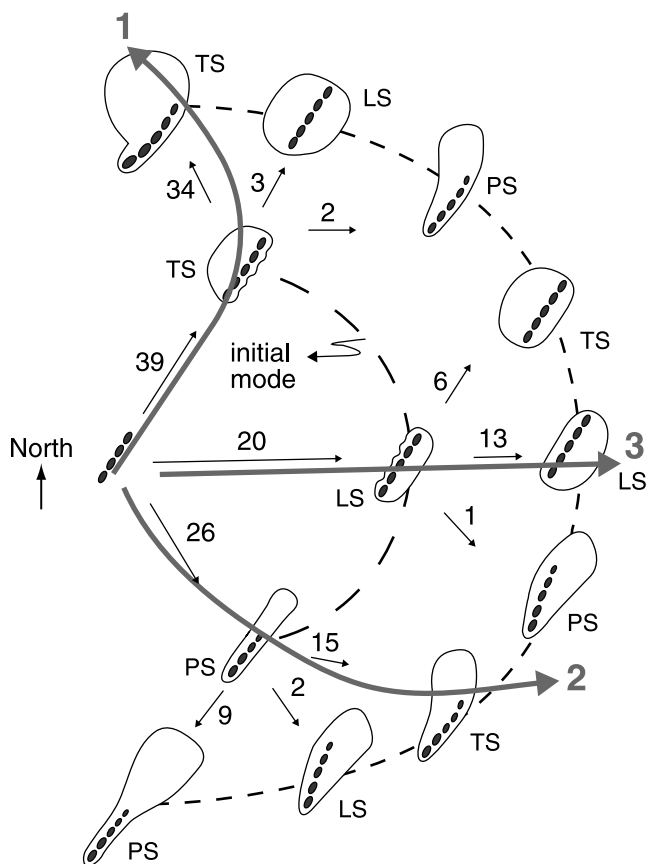 1
TS
LS
34
3
PS
2
TS
39
initial
mode
TS
6
North
20
13
3
LS
LS
1
26
PS
15
PS
2
2
9
TS
LS
PS